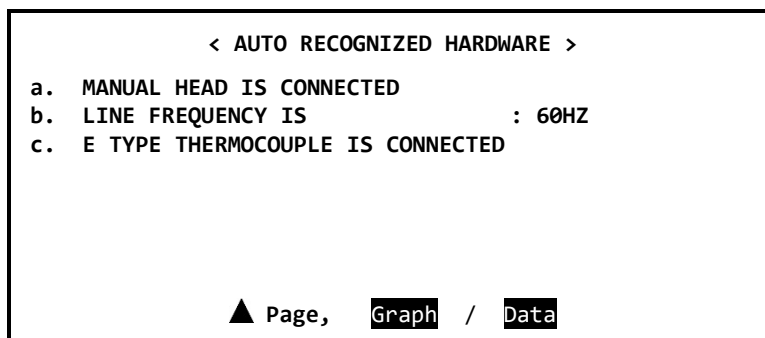 < AUTO RECOGNIZED HARDWARE >
a. MANUAL HEAD IS CONNECTED
b. LINE FREQUENCY IS : 60HZ
c. E TYPE THERMOCOUPLE IS CONNECTED
▲ Page, Graph / Data